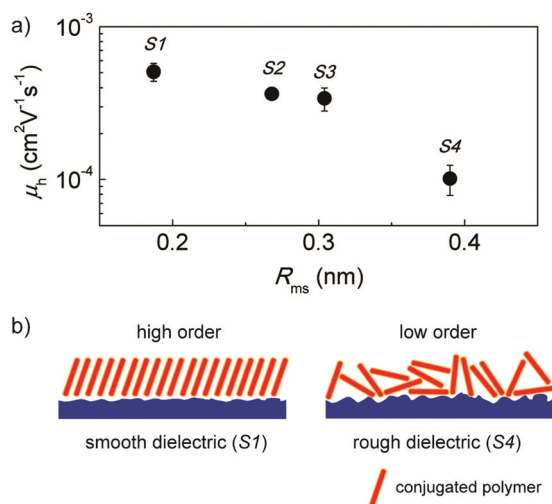 a)
10⁻³
S1
S2
S3
S4
10⁻⁴
μh (cm²V⁻¹s⁻¹)
0.2 0.3 0.4
Rms (nm)
b)
high order low order
smooth dielectric (S1) rough dielectric (S4)
conjugated polymer